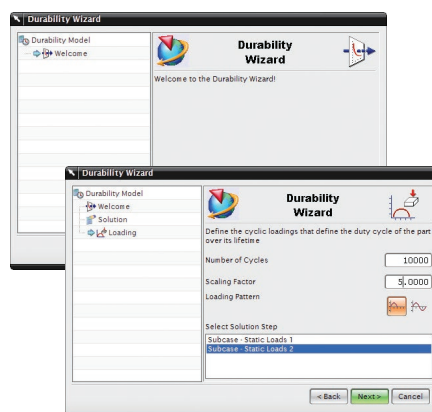 Durability Wizard
Durability Model
Welcome
Durability
Wizard
Welcome to the Durability Wizard!
Durability Wizard
Durability Model
Welcome
Solution
Loading
Durability
Wizard
Define the cyclic loadings that define the duty cycle of the part
over its lifetime
Number of Cycles 10000
Scaling Factor 5.0000
Loading Pattern
Select Solution Step
Subcase - Static Loads 1
Subcase - Static Loads 2
< Back Next > Cancel